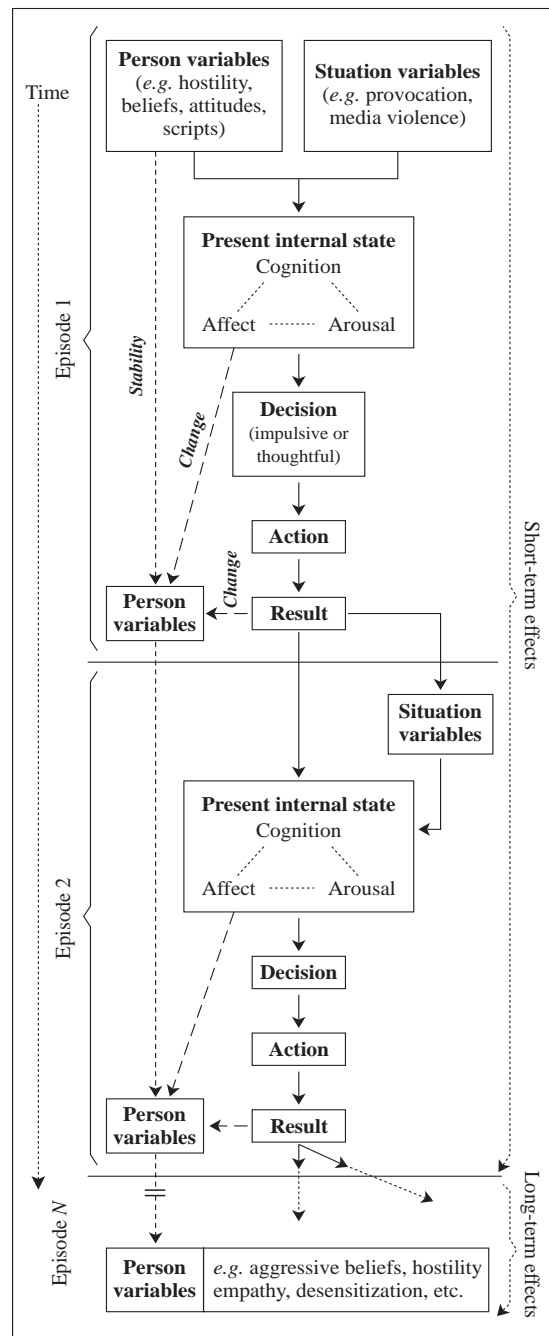 Time
Person variables
(e.g. hostility,
beliefs, attitudes,
scripts)
Stuation variables
(e.g. provocation,
media violence)
Episode 1
Present internal state
Cognition
Affect
Arousal
Stability
Change
Decision
(impulsive or
thoughtful)
Action
Change
Person
variables
Result
Short-term effects
Situation
variables
Episode 2
Present internal state
Cognition
Affect
Arousal
Decision
Action
Person
variables
Result
Episode N
Long-term effects
Person
variables
e.g. aggressive beliefs, hostility
empathy, desensitization, etc.